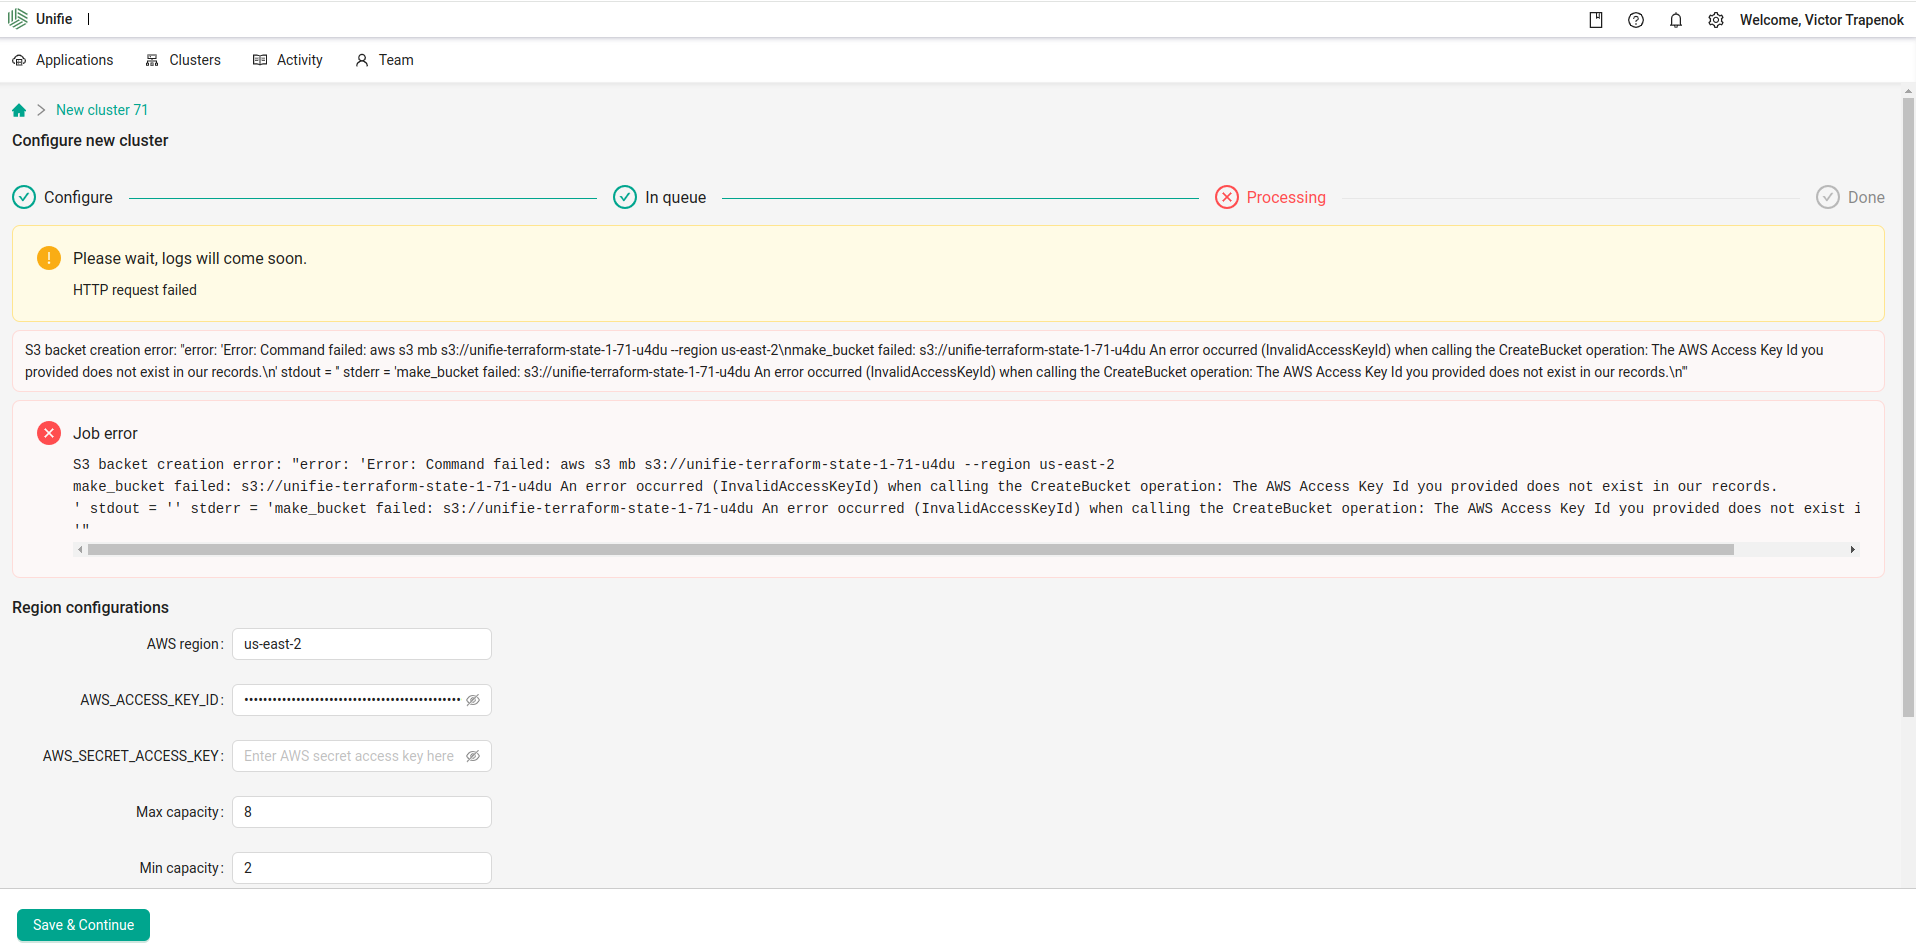 Unifie |
Welcome, Victor Trapenok
Applications Clusters Activity Team
New cluster 71
Configure new cluster
Configure In queue Processing Done
Please wait, logs will come soon.
HTTP request failed
S3 backet creation error: "error: 'Error: Command failed: aws s3 mb s3://unifie-terraform-state-1-71-u4du --region us-east-2\nmake_bucket failed: s3://unifie-terraform-state-1-71-u4du An error occurred (InvalidAccessKeyId) when calling the CreateBucket operation: The AWS Access Key Id you
provided does not exist in our records.\n' stdout = '' stderr = 'make_bucket failed: s3://unifie-terraform-state-1-71-u4du An error occurred (InvalidAccessKeyId) when calling the CreateBucket operation: The AWS Access Key Id you provided does not exist in our records.\n'"
Job error
S3 backet creation error: "error: 'Error: Command failed: aws s3 mb s3://unifie-terraform-state-1-71-u4du --region us-east-2
make_bucket failed: s3://unifie-terraform-state-1-71-u4du An error occurred (InvalidAccessKeyId) when calling the CreateBucket operation: The AWS Access Key Id you provided does not exist in our records.
' stdout = '' stderr = 'make_bucket failed: s3://unifie-terraform-state-1-71-u4du An error occurred (InvalidAccessKeyId) when calling the CreateBucket operation: The AWS Access Key Id you provided does not exist i
'"
Region configurations
AWS region: us-east-2
AWS_ACCESS_KEY_ID: ••••••••••••••••••••••••••••••••••••••••••••••
AWS_SECRET_ACCESS_KEY: Enter AWS secret access key here
Max capacity: 8
Min capacity: 2
Save & Continue